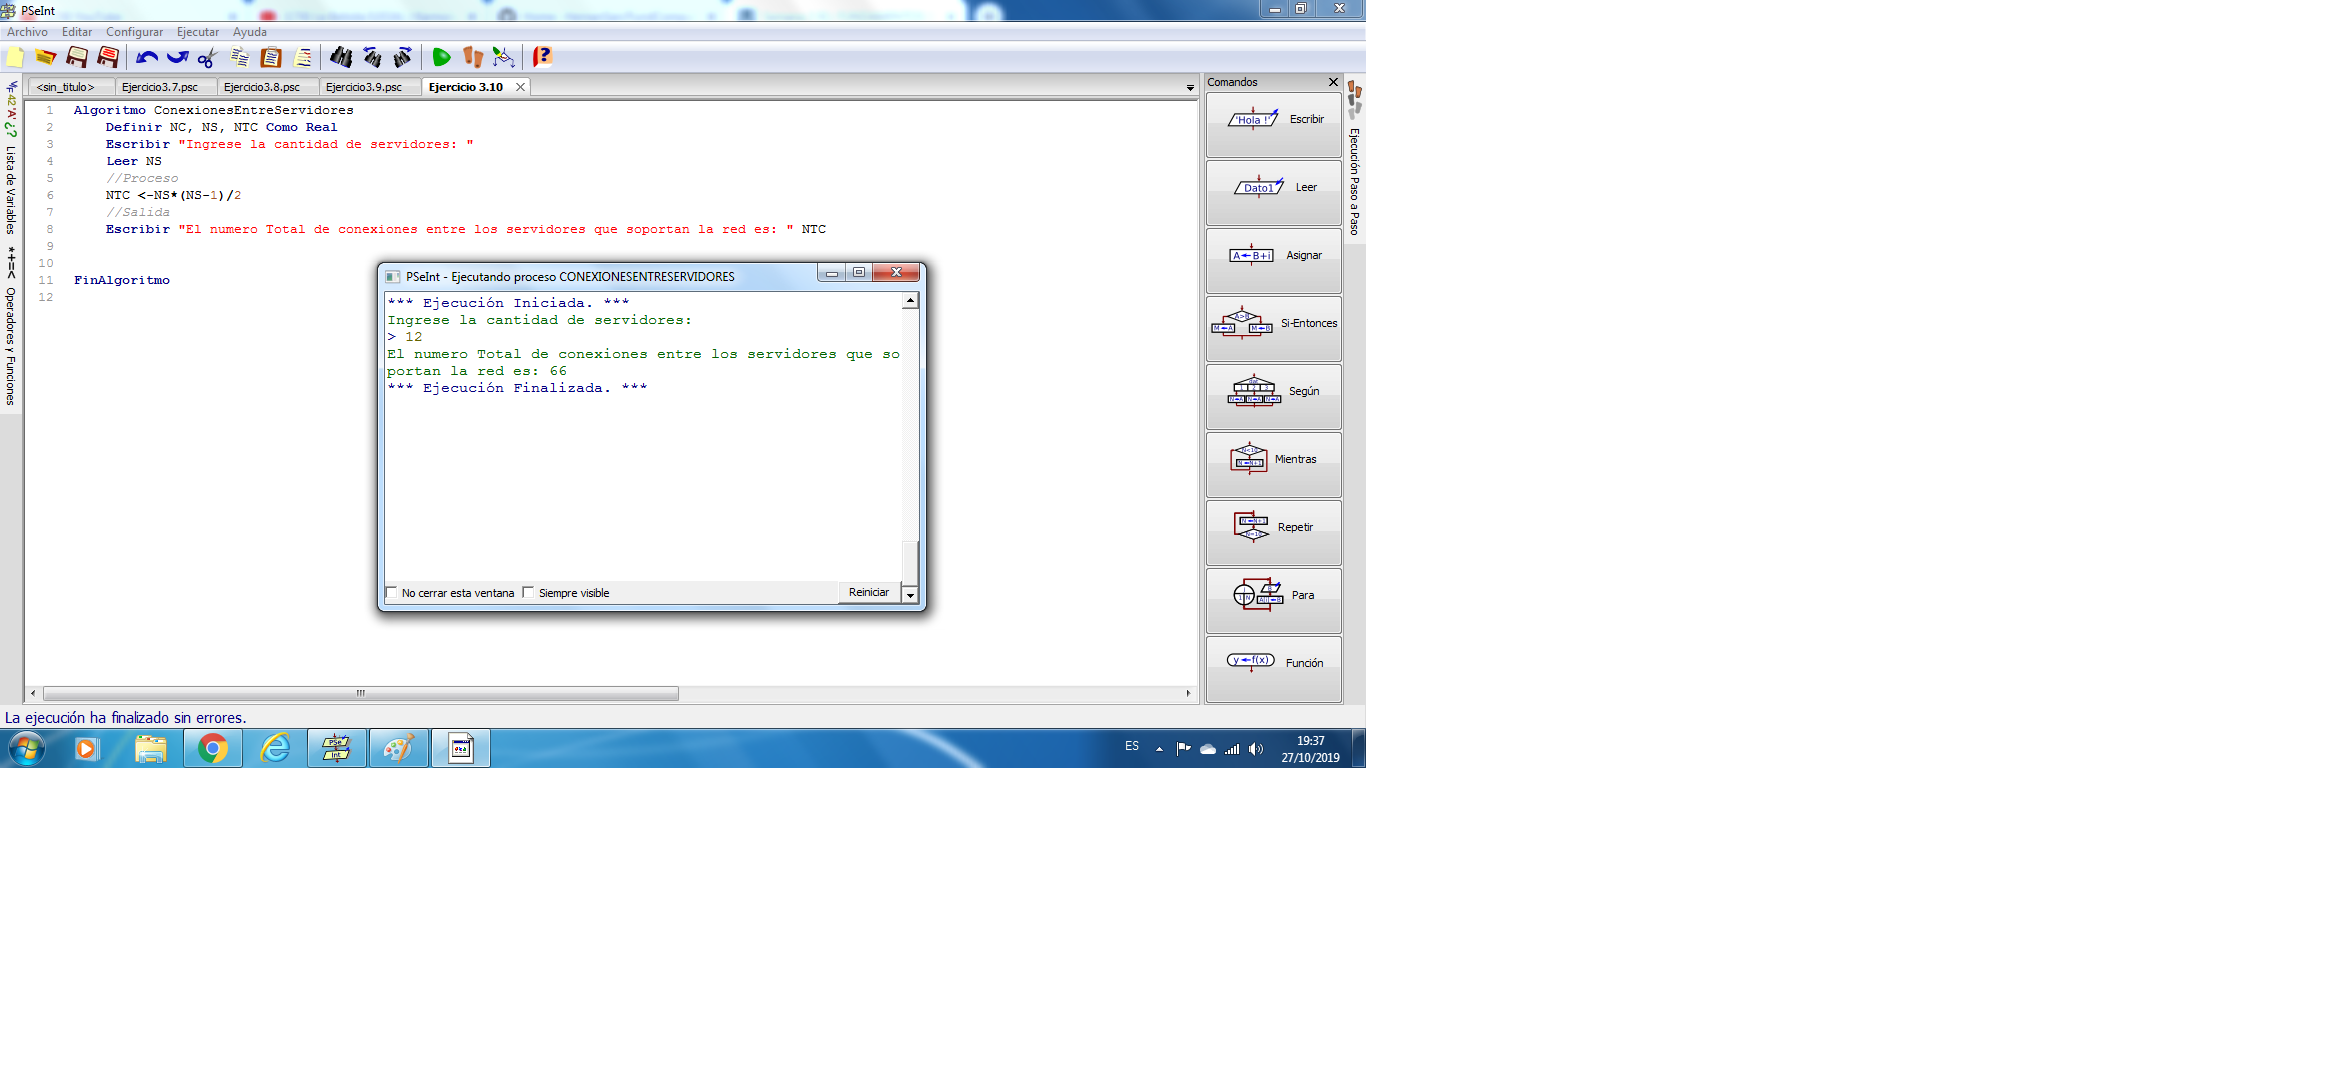 PSeInt
Archivo Editar Configurar Ejecutar Ayuda
<sin_titulo> Ejercicio3.7.psc Ejercicio3.8.psc Ejercicio3.9.psc Ejercicio 3.10
1 Algoritmo ConexionesEntreServidores
2 Definir NC, NS, NTC Como Real
3 Escribir "Ingrese la cantidad de servidores: "
4 Leer NS
5 //Proceso
6 NTC <-NS*(NS-1)/2
7 //Salida
8 Escribir "El numero Total de conexiones entre los servidores que soportan la red es: " NTC
9
10
11 FinAlgoritmo
12
PSeInt - Ejecutando proceso CONEXIONESENTRESERVIDORES
*** Ejecución Iniciada. ***
Ingrese la cantidad de servidores:
> 12
El numero Total de conexiones entre los servidores que so
portan la red es: 66
*** Ejecución Finalizada. ***
No cerrar esta ventana Siempre visible Reiniciar
Lista de Variables
*+=< Operadores y Funciones
Comandos
'Hola !' Escribir
Dato1 Leer
A←B+i Asignar
Si-Entonces
Según
Mientras
Repetir
Para
y←f(x) Función
Ejecución Paso a Paso
La ejecución ha finalizado sin errores.
ES
19:37
27/10/2019